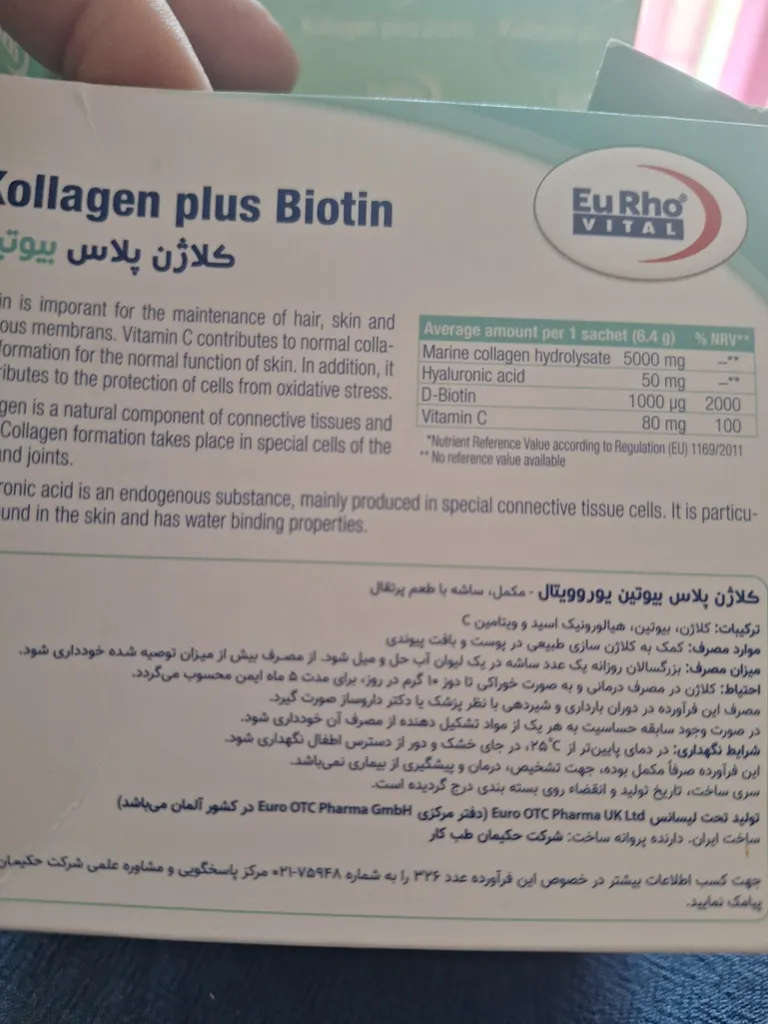 Kollagen plus Biotin
کلاژن پلاس
EuRho®
VITAL
in is imporant for the maintenance of hair, skin and
ous membrans. Vitamin C contributes to normal colla-
formation for the normal function of skin. In addition, it
ributes to the protection of cells from oxidative stress.
gen is a natural component of connective tissues and
Collagen formation takes place in special cells of the
nd joints.
Average amount per 1 sachet (6.4 g) % NRV**
Marine collagen hydrolysate 5000 mg –**
Hyaluronic acid 50 mg –**
D-Biotin 1000 µg 2000
Vitamin C 80 mg 100
*Nutrient Reference Value according to Regulation (EU) 1169/2011
** No reference value available
ronic acid is an endogenous substance, mainly produced in special connective tissue cells. It is particu-
und in the skin and has water binding properties.
کلاژن پلاس بیوتین یوروویتال - مکمل، ساشه با طعم پرتقال
ترکیبات: کلاژن، بیوتین، هیالورونیک اسید و ویتامین C
موارد مصرف: کمک به کلاژن سازی طبیعی در پوست و بافت پیوندی
میزان مصرف: بزرگسالان روزانه یک عدد ساشه در یک لیوان آب حل و میل شود. از مصرف بیش از میزان توصیه شده خودداری شود.
احتیاط: کلاژن در مصرف درمانی و به صورت خوراکی تا دوز ۱۰ گرم در روز، برای مدت ۵ ماه ایمن محسوب می‌گردد.
مصرف این فرآورده در دوران بارداری و شیردهی با نظر پزشک یا دکتر داروساز صورت گیرد.
در صورت وجود سابقه حساسیت به هر یک از مواد تشکیل دهنده از مصرف آن خودداری شود.
شرایط نگهداری: در دمای پایین‌تر از ۲۵°C، در جای خشک و دور از دسترس اطفال نگهداری شود.
این فرآورده صرفاً مکمل بوده، جهت تشخیص، درمان و پیشگیری از بیماری نمی‌باشد.
سری ساخت، تاریخ تولید و انقضاء روی بسته بندی درج گردیده است.
تولید تحت لیسانس Euro OTC Pharma UK Ltd (دفتر مرکزی Euro OTC Pharma GmbH در کشور آلمان می‌باشد)
ساخت ایران. دارنده پروانه ساخت: شرکت حکیمان طب کار
جهت کسب اطلاعات بیشتر در خصوص این فرآورده عدد ۳۲۶ را به شماره ۰۲۱-۷۵۹۴۸ مرکز پاسخگویی و مشاوره علمی شرکت حکیمان
پیامک نمایید.